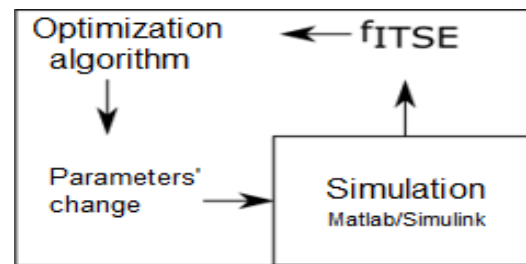 Optimization
algorithm
fITSE
Parameters'
change
Simulation
Matlab/Simulink